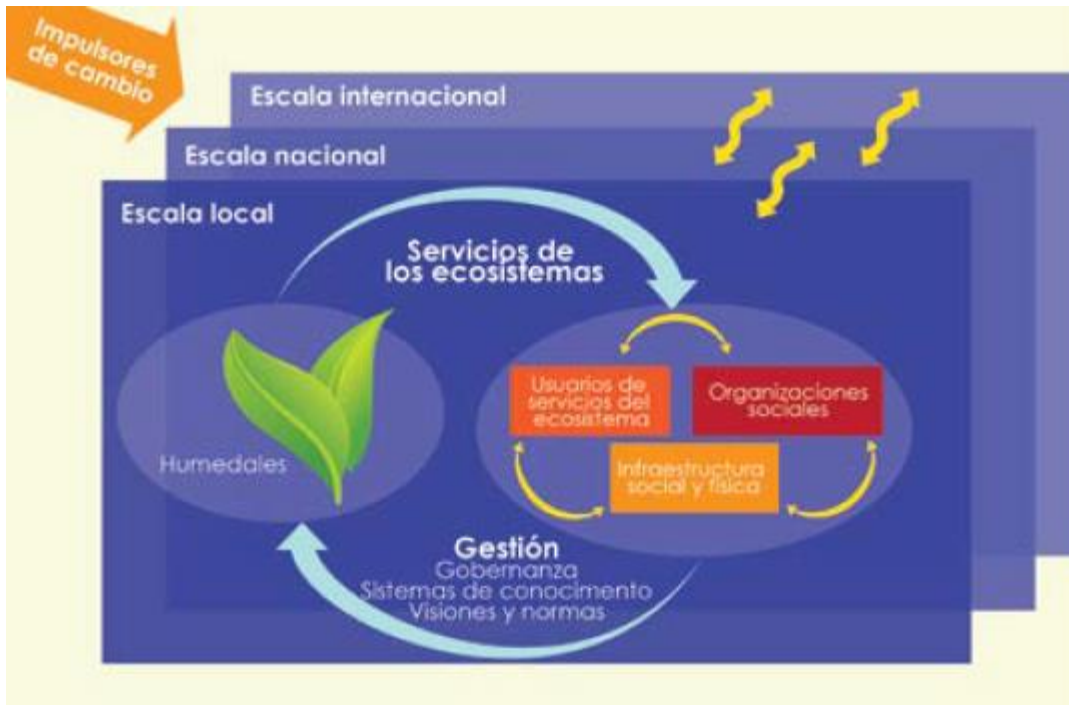 Impulsores
de cambio
Escala internacional
Escala nacional
Escala local
Servicios de
los ecosistemas
Usuarios de
servicios del
ecosistema
Organizaciones
sociales
Infraestructura
social y física
Humedales
Gestión
Gobernanza
Sistemas de conocimiento
Visiones y normas